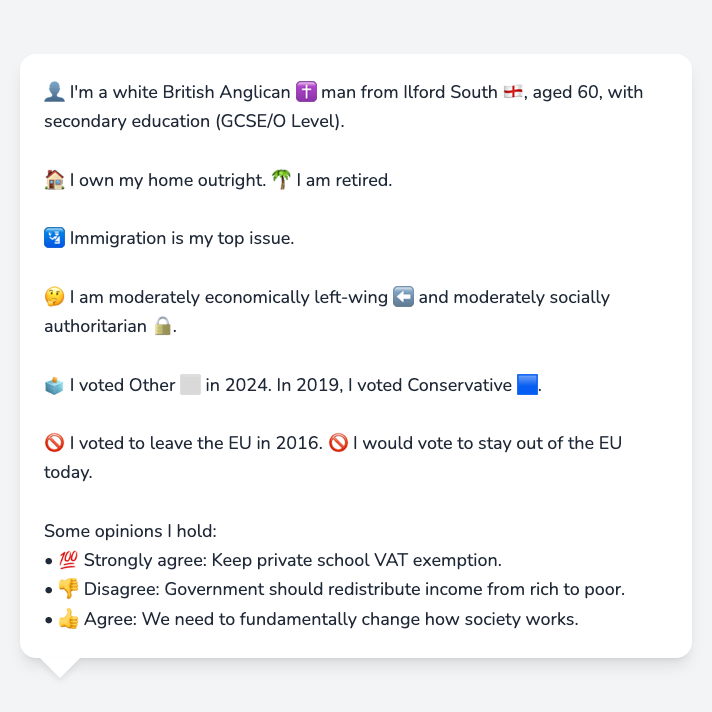 👤 I'm a white British Anglican ✝️ man from Ilford South 🏴󠁧󠁢󠁥󠁮󠁧󠁿, aged 60, with
secondary education (GCSE/O Level).
🏠 I own my home outright. 🌴 I am retired.
🛂 Immigration is my top issue.
🤔 I am moderately economically left-wing ⬅️ and moderately socially
authoritarian 🔒.
🗳️ I voted Other ⬜ in 2024. In 2019, I voted Conservative 🟦.
🚫 I voted to leave the EU in 2016. 🚫 I would vote to stay out of the EU
today.
Some opinions I hold:
• 💯 Strongly agree: Keep private school VAT exemption.
• 👎 Disagree: Government should redistribute income from rich to poor.
• 👍 Agree: We need to fundamentally change how society works.